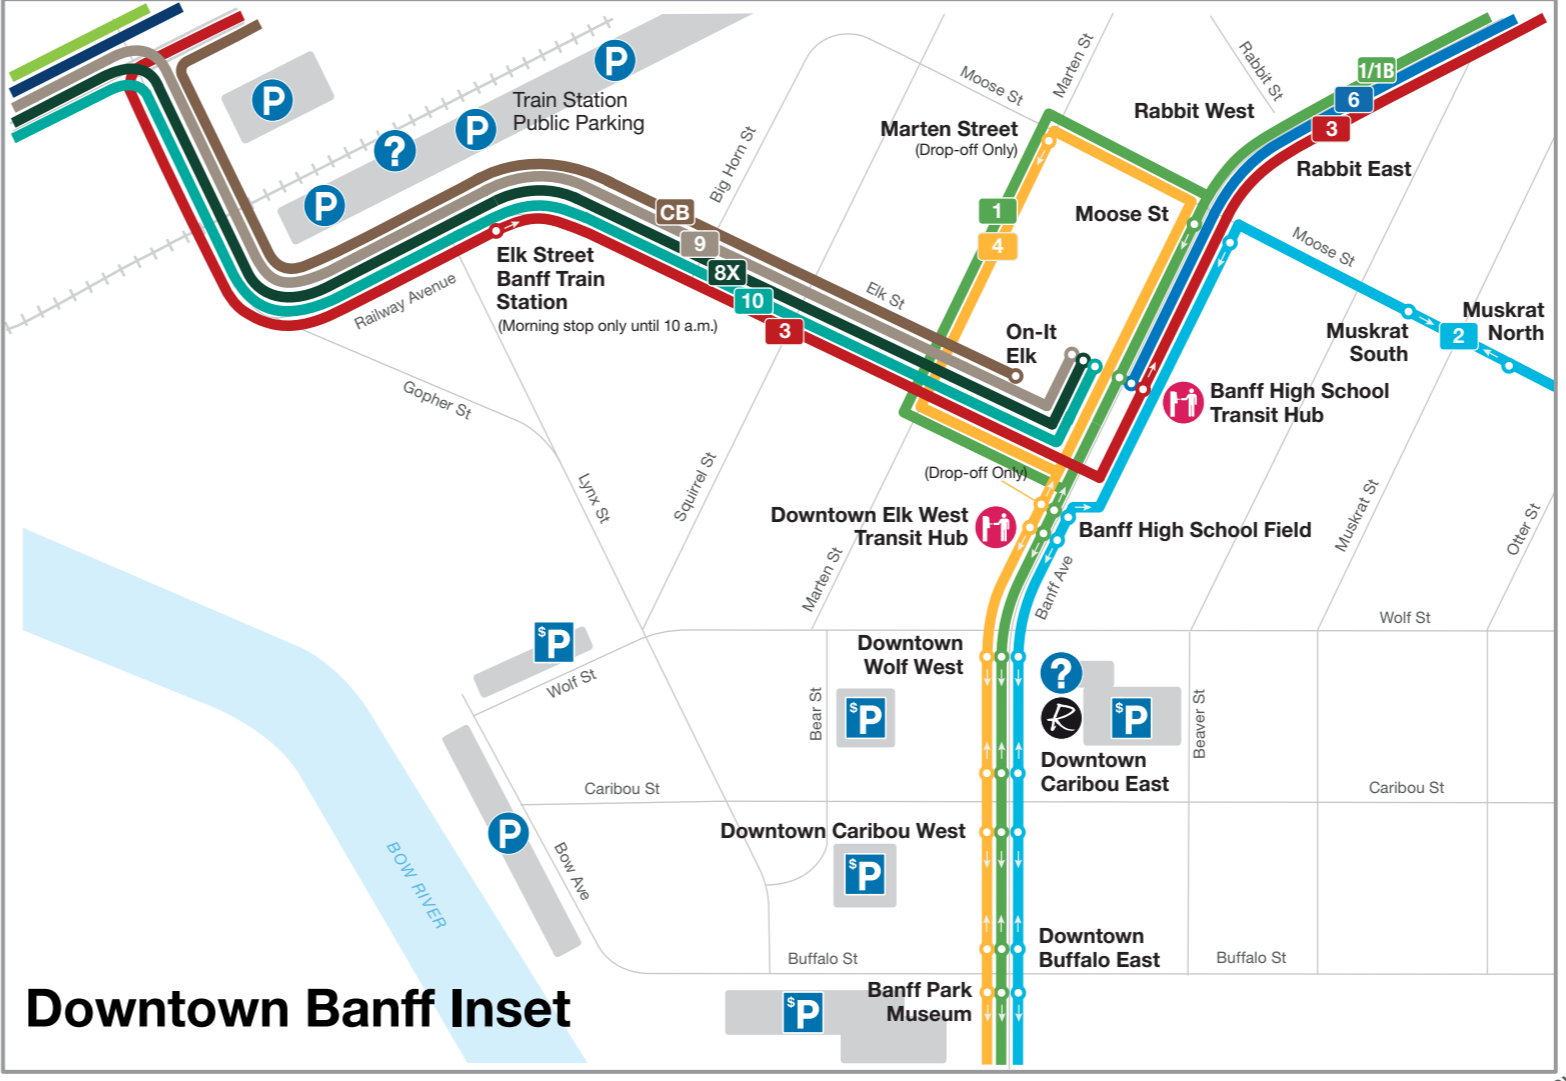 P
P
Train Station
Public Parking
P
?
P
Big Horn St
Moose St
Marten St
Rabbit St
1/1B
6
3
Rabbit West
Rabbit East
Marten Street
(Drop-off Only)
Moose St
1
4
CB
9
8X
10
3
Elk Street
Banff Train
Station
(Morning stop only until 10 a.m.)
Railway Avenue
Elk St
On-It
Elk
Moose St
Muskrat
South
2
Muskrat
North
Gopher St
Banff High School
Transit Hub
Lynx St
Squirrel St
(Drop-off Only)
Downtown Elk West
Transit Hub
Banff High School Field
Muskrat St
Otter St
Marten St
Banff Ave
Wolf St
$P
Wolf St
Downtown
Wolf West
Bear St
$P
?
R
$P
Beaver St
Downtown
Caribou East
Caribou St
Caribou St
P
Bow Ave
BOW RIVER
Downtown Caribou West
$P
Downtown
Buffalo East
Buffalo St
Buffalo St
Banff Park
Museum
$P
Downtown Banff Inset